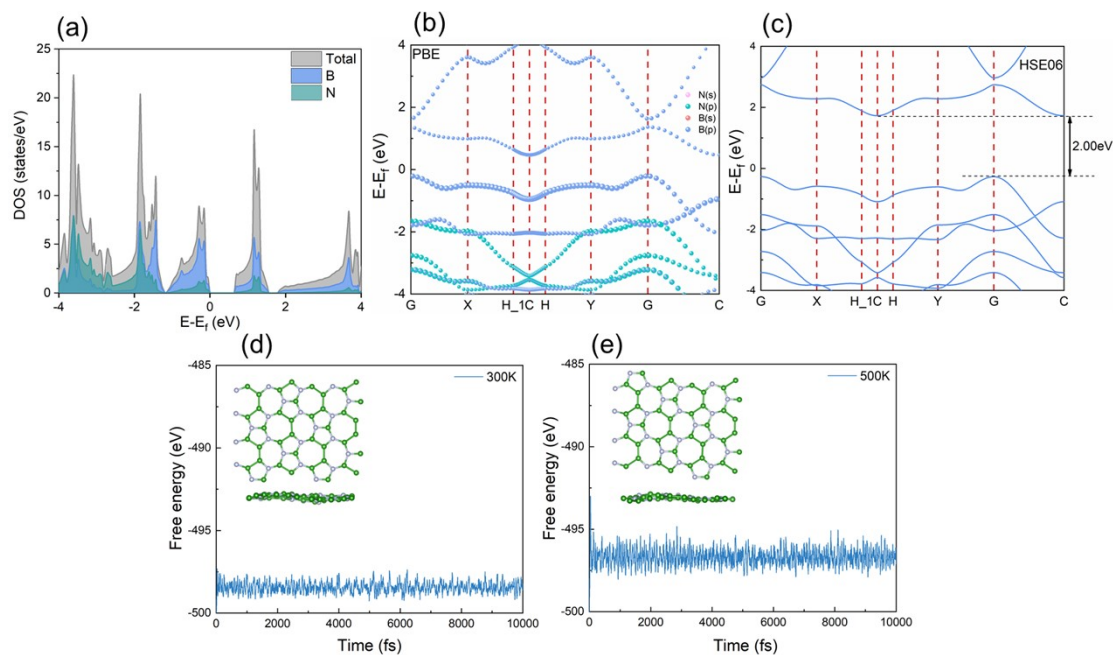 (a)
25
20
15
10
5
0
DOS (states/eV)
Total
B
N
-4
-2
0
2
4
E-Ef (eV)
(b)
4
2
0
-2
-4
E-Ef (eV)
PBE
N(s)
N(p)
B(s)
B(p)
G
X
H_1C
H
Y
G
C
(c)
4
2
0
-2
-4
E-Ef (eV)
HSE06
2.00eV
G
X
H_1C
H
Y
G
C
(d)
-485
-490
-495
-500
Free energy (eV)
300K
0
2000
4000
6000
8000
10000
Time (fs)
(e)
-485
-490
-495
-500
Free energy (eV)
500K
0
2000
4000
6000
8000
10000
Time (fs)